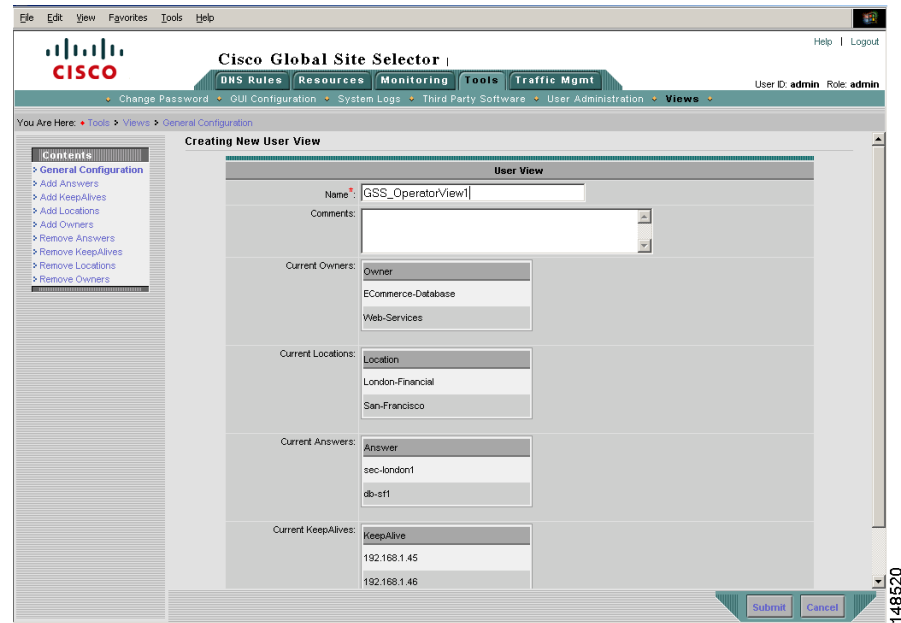 File Edit View Favorites Tools Help
Help | Logout
CISCO
Cisco Global Site Selector
DNS Rules Resources Monitoring Tools Traffic Mgmt
User ID: admin Role: admin
Change Password GUI Configuration System Logs Third Party Software User Administration Views
You Are Here: Tools > Views > General Configuration
Creating New User View
Contents
General Configuration
Add Answers
Add KeepAlives
Add Locations
Add Owners
Remove Answers
Remove KeepAlives
Remove Locations
Remove Owners
User View
Name*: GSS_OperatorView1
Comments:
Current Owners: Owner
ECommerce-Database
Web-Services
Current Locations: Location
London-Financial
San-Francisco
Current Answers: Answer
sec-london1
db-sf1
Current KeepAlives: KeepAlive
192.168.1.45
192.168.1.46
Submit Cancel
148520